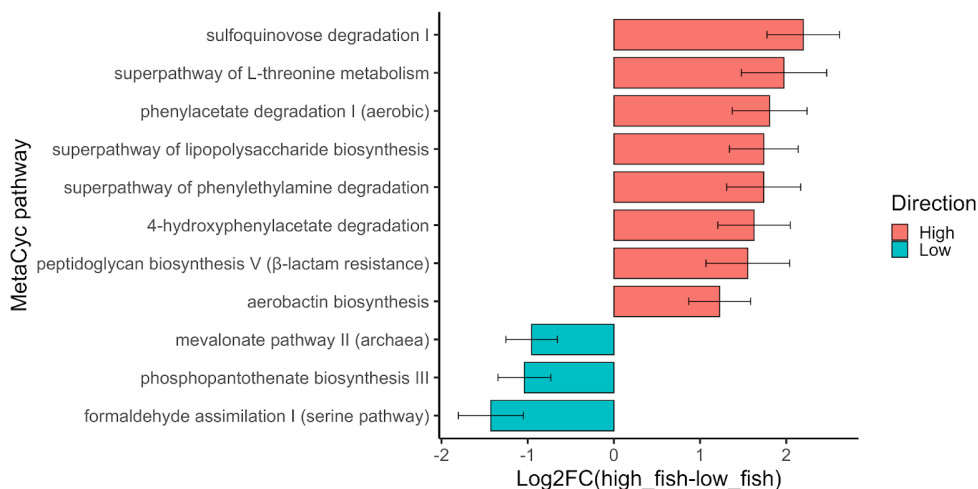 MetaCyc pathway
sulfoquinovose degradation I
superpathway of L-threonine metabolism
phenylacetate degradation I (aerobic)
superpathway of lipopolysaccharide biosynthesis
superpathway of phenylethylamine degradation
4-hydroxyphenylacetate degradation
peptidoglycan biosynthesis V (β-lactam resistance)
aerobactin biosynthesis
mevalonate pathway II (archaea)
phosphopantothenate biosynthesis III
formaldehyde assimilation I (serine pathway)
-2 -1 0 1 2
Log2FC(high_fish-low_fish)
Direction
High
Low